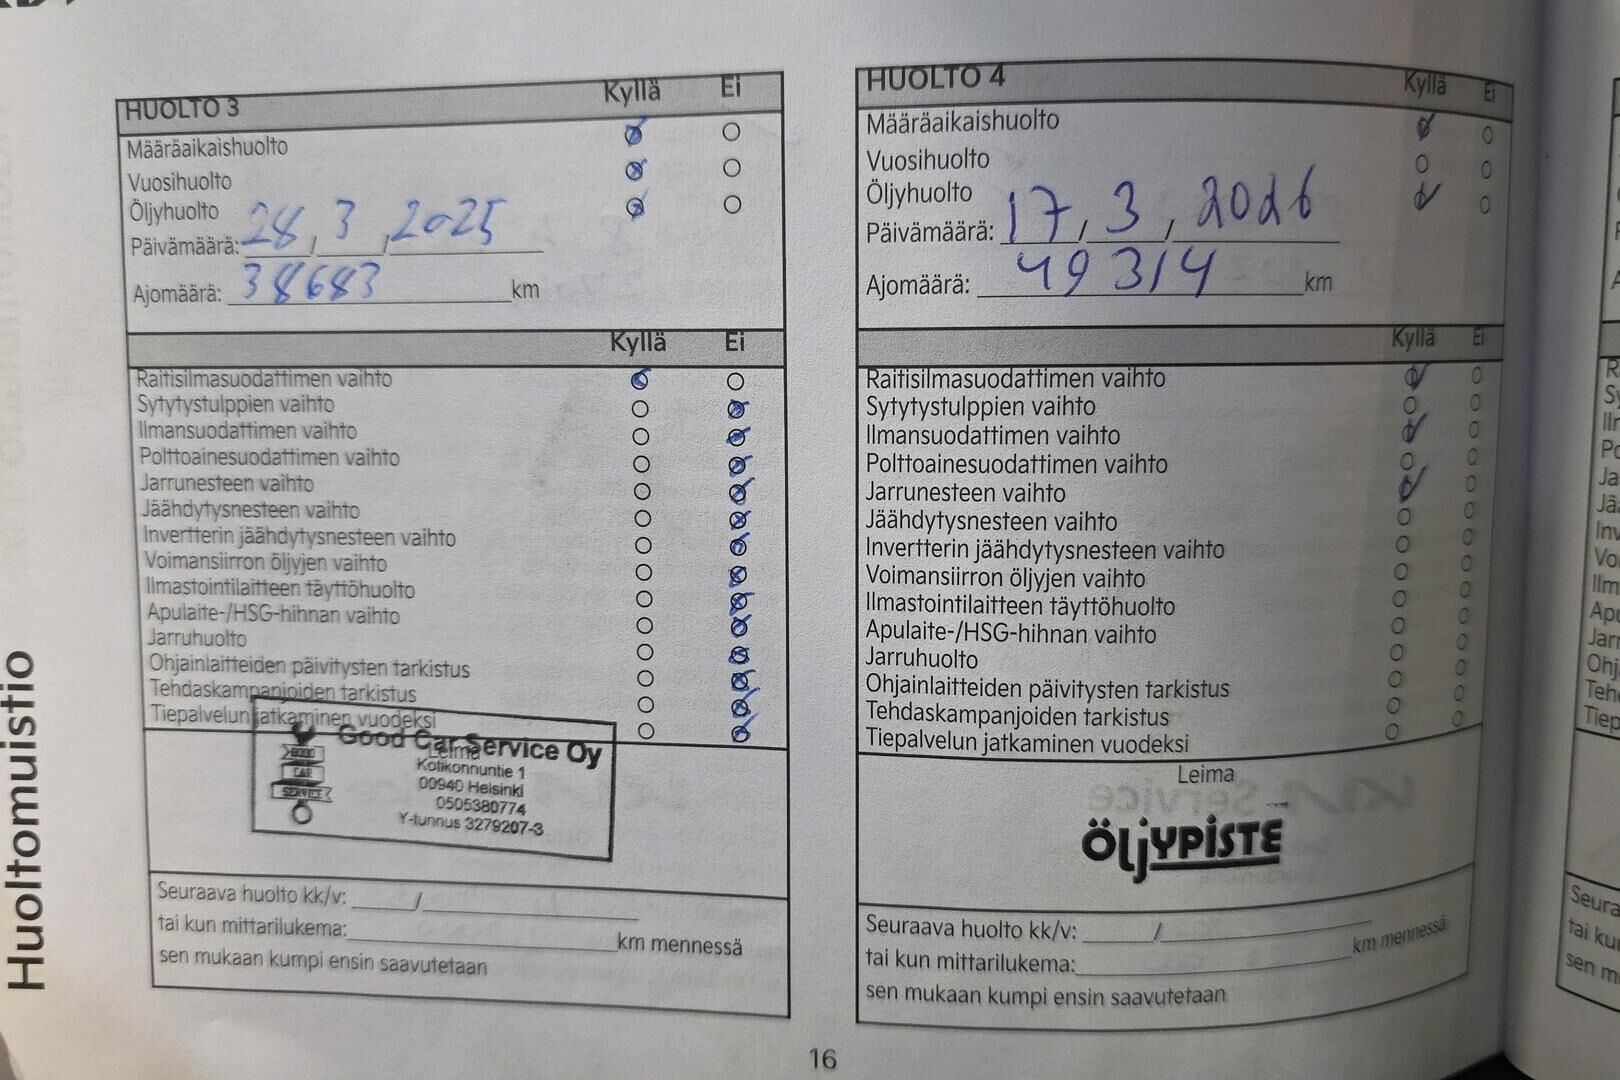 Huoltomuistio
HUOLTO 3 Kyllä Ei
Määräaikaishuolto
Vuosihuolto
Öljyhuolto
Päivämäärä: 28 / 3 / 2025
Ajomäärä: 38683 km
Kyllä Ei
Raitisilmasuodattimen vaihto
Sytytystulppien vaihto
Ilmansuodattimen vaihto
Polttoainesuodattimen vaihto
Jarrunesteen vaihto
Jäähdytysnesteen vaihto
Invertterin jäähdytysnesteen vaihto
Voimansiirron öljyjen vaihto
Ilmastointilaitteen täyttöhuolto
Apulaite-/HSG-hihnan vaihto
Jarruhuolto
Ohjainlaitteiden päivitysten tarkistus
Tehdaskampanjoiden tarkistus
Tiepalvelun jatkaminen vuodeksi
Leima
GOOD
CAR
SERVICE
Good Car Service Oy
Kotikonnuntie 1
00940 Helsinki
0505380774
Y-tunnus 3279207-3
Seuraava huolto kk/v: /
tai kun mittarilukema: km mennessä
sen mukaan kumpi ensin saavutetaan
HUOLTO 4 Kyllä Ei
Määräaikaishuolto
Vuosihuolto
Öljyhuolto
Päivämäärä: 17 / 3 / 2026
Ajomäärä: 49314 km
Kyllä Ei
Raitisilmasuodattimen vaihto
Sytytystulppien vaihto
Ilmansuodattimen vaihto
Polttoainesuodattimen vaihto
Jarrunesteen vaihto
Jäähdytysnesteen vaihto
Invertterin jäähdytysnesteen vaihto
Voimansiirron öljyjen vaihto
Ilmastointilaitteen täyttöhuolto
Apulaite-/HSG-hihnan vaihto
Jarruhuolto
Ohjainlaitteiden päivitysten tarkistus
Tehdaskampanjoiden tarkistus
Tiepalvelun jatkaminen vuodeksi
Leima
ÖLJYPISTE
Seuraava huolto kk/v: /
tai kun mittarilukema: km mennessä
sen mukaan kumpi ensin saavutetaan
16